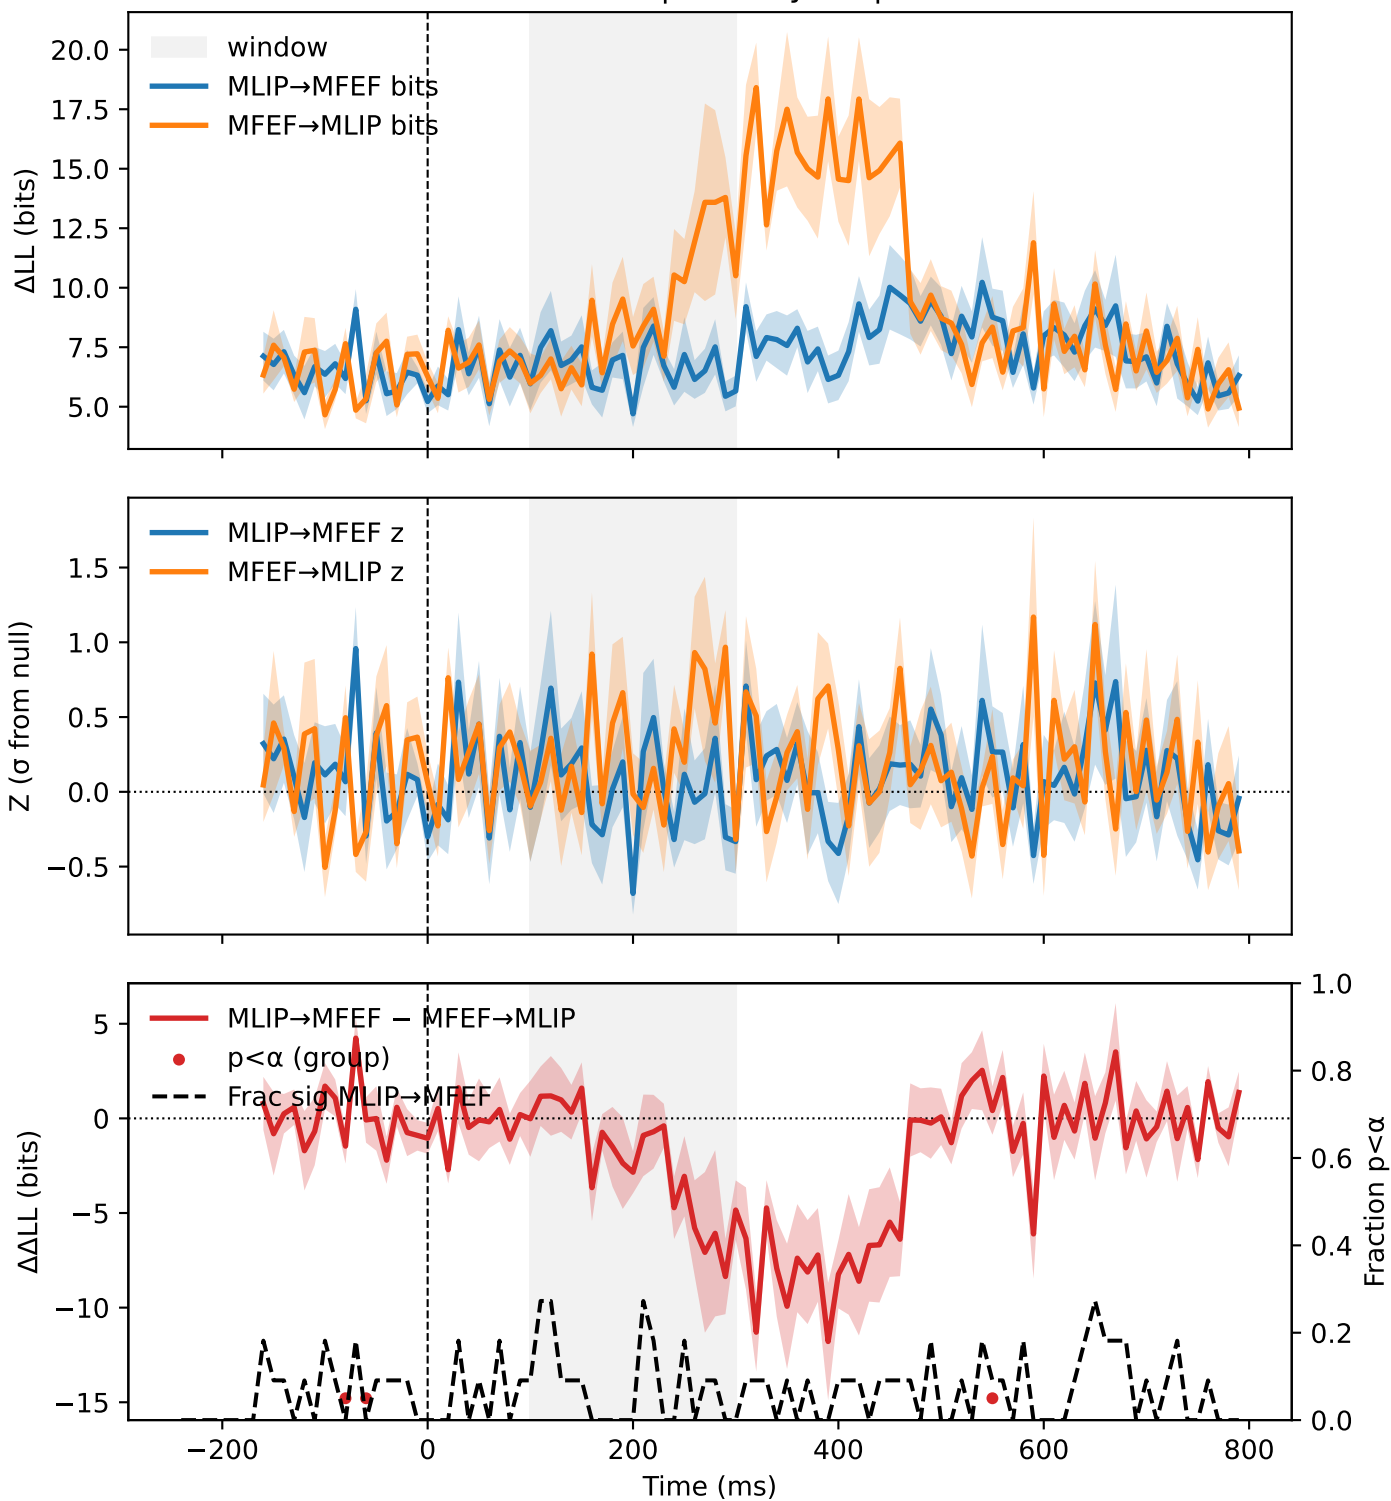 20.0
17.5
15.0
12.5
10.0
7.5
5.0
ΔLL (bits)
window
MLIP→MFEF bits
MFEF→MLIP bits
1.5
1.0
0.5
0.0
−0.5
Z (σ from null)
MLIP→MFEF z
MFEF→MLIP z
5
0
−5
−10
−15
ΔΔLL (bits)
MLIP→MFEF − MFEF→MLIP
p<α (group)
Frac sig MLIP→MFEF
1.0
0.8
0.6
0.4
0.2
0.0
Fraction p<α
−200 0 200 400 600 800
Time (ms)